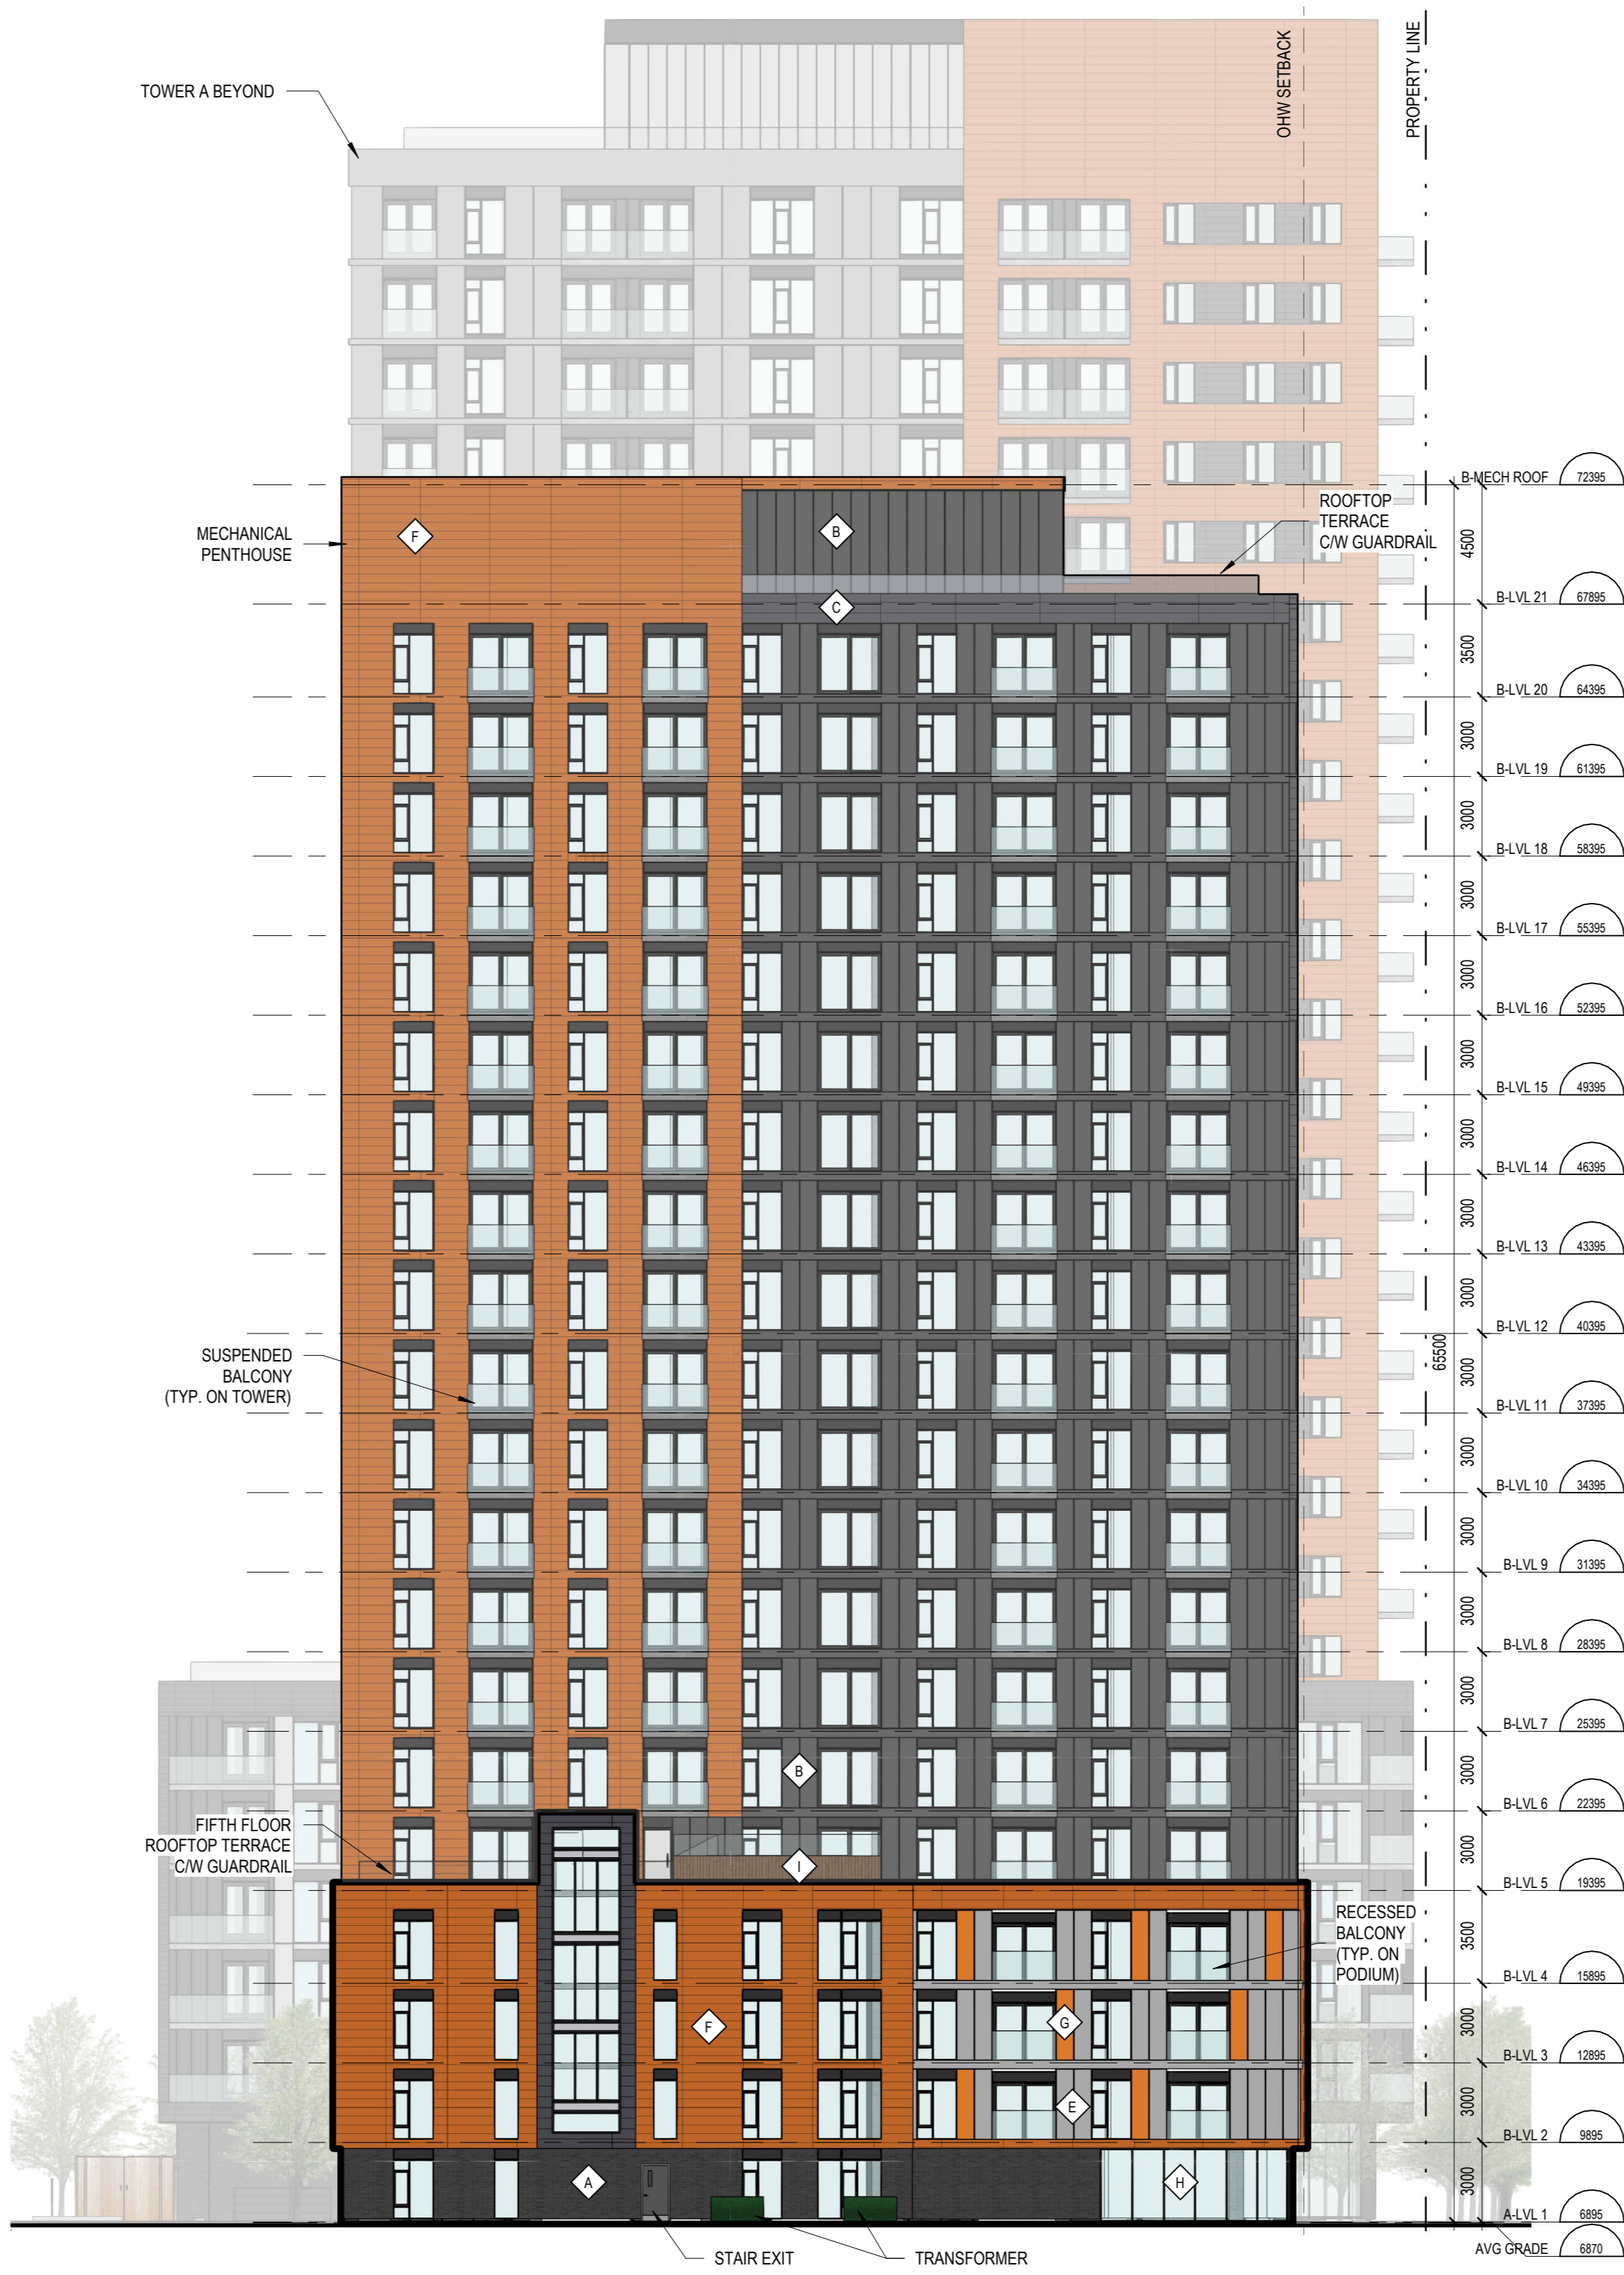 TOWER A BEYOND
OHW SETBACK
PROPERTY LINE
B-MECH ROOF 72395
MECHANICAL
PENTHOUSE
F
B
ROOFTOP
TERRACE
C/W GUARDRAIL
4500
C
B-LVL 21 67895
3500
B-LVL 20 64395
3000
B-LVL 19 61395
3000
B-LVL 18 58395
3000
B-LVL 17 55395
3000
B-LVL 16 52395
3000
B-LVL 15 49395
3000
B-LVL 14 46395
3000
B-LVL 13 43395
3000
B-LVL 12 40395
65500
SUSPENDED
BALCONY
(TYP. ON TOWER)
3000
B-LVL 11 37395
3000
B-LVL 10 34395
3000
B-LVL 9 31395
3000
B-LVL 8 28395
3000
B-LVL 7 25395
B
3000
B-LVL 6 22395
FIFTH FLOOR
ROOFTOP TERRACE
C/W GUARDRAIL
I
3000
B-LVL 5 19395
RECESSED
BALCONY
(TYP. ON
PODIUM)
3500
B-LVL 4 15895
F
G
3000
B-LVL 3 12895
E
3000
B-LVL 2 9895
A
H
3000
A-LVL 1 6895
AVG GRADE 6870
STAIR EXIT
TRANSFORMER